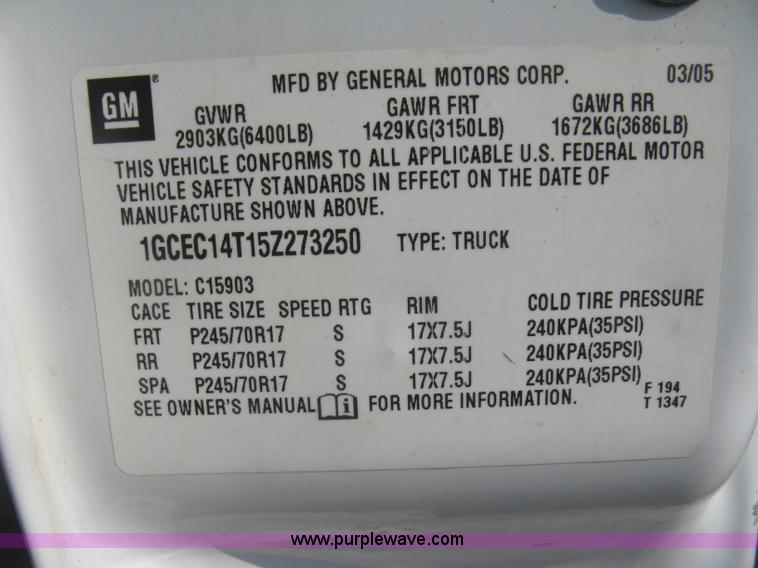 GM ®
MFD BY GENERAL MOTORS CORP. 03/05
GVWR GAWR FRT GAWR RR
2903KG(6400LB) 1429KG(3150LB) 1672KG(3686LB)
THIS VEHICLE CONFORMS TO ALL APPLICABLE U.S. FEDERAL MOTOR
VEHICLE SAFETY STANDARDS IN EFFECT ON THE DATE OF
MANUFACTURE SHOWN ABOVE.
1GCEC14T15Z273250 TYPE: TRUCK
MODEL: C15903
CACE TIRE SIZE SPEED RTG RIM COLD TIRE PRESSURE
FRT P245/70R17 S 17X7.5J 240KPA(35PSI)
RR P245/70R17 S 17X7.5J 240KPA(35PSI)
SPA P245/70R17 S 17X7.5J 240KPA(35PSI)
SEE OWNER'S MANUAL i FOR MORE INFORMATION.
F 194
T 1347
www.purplewave.com